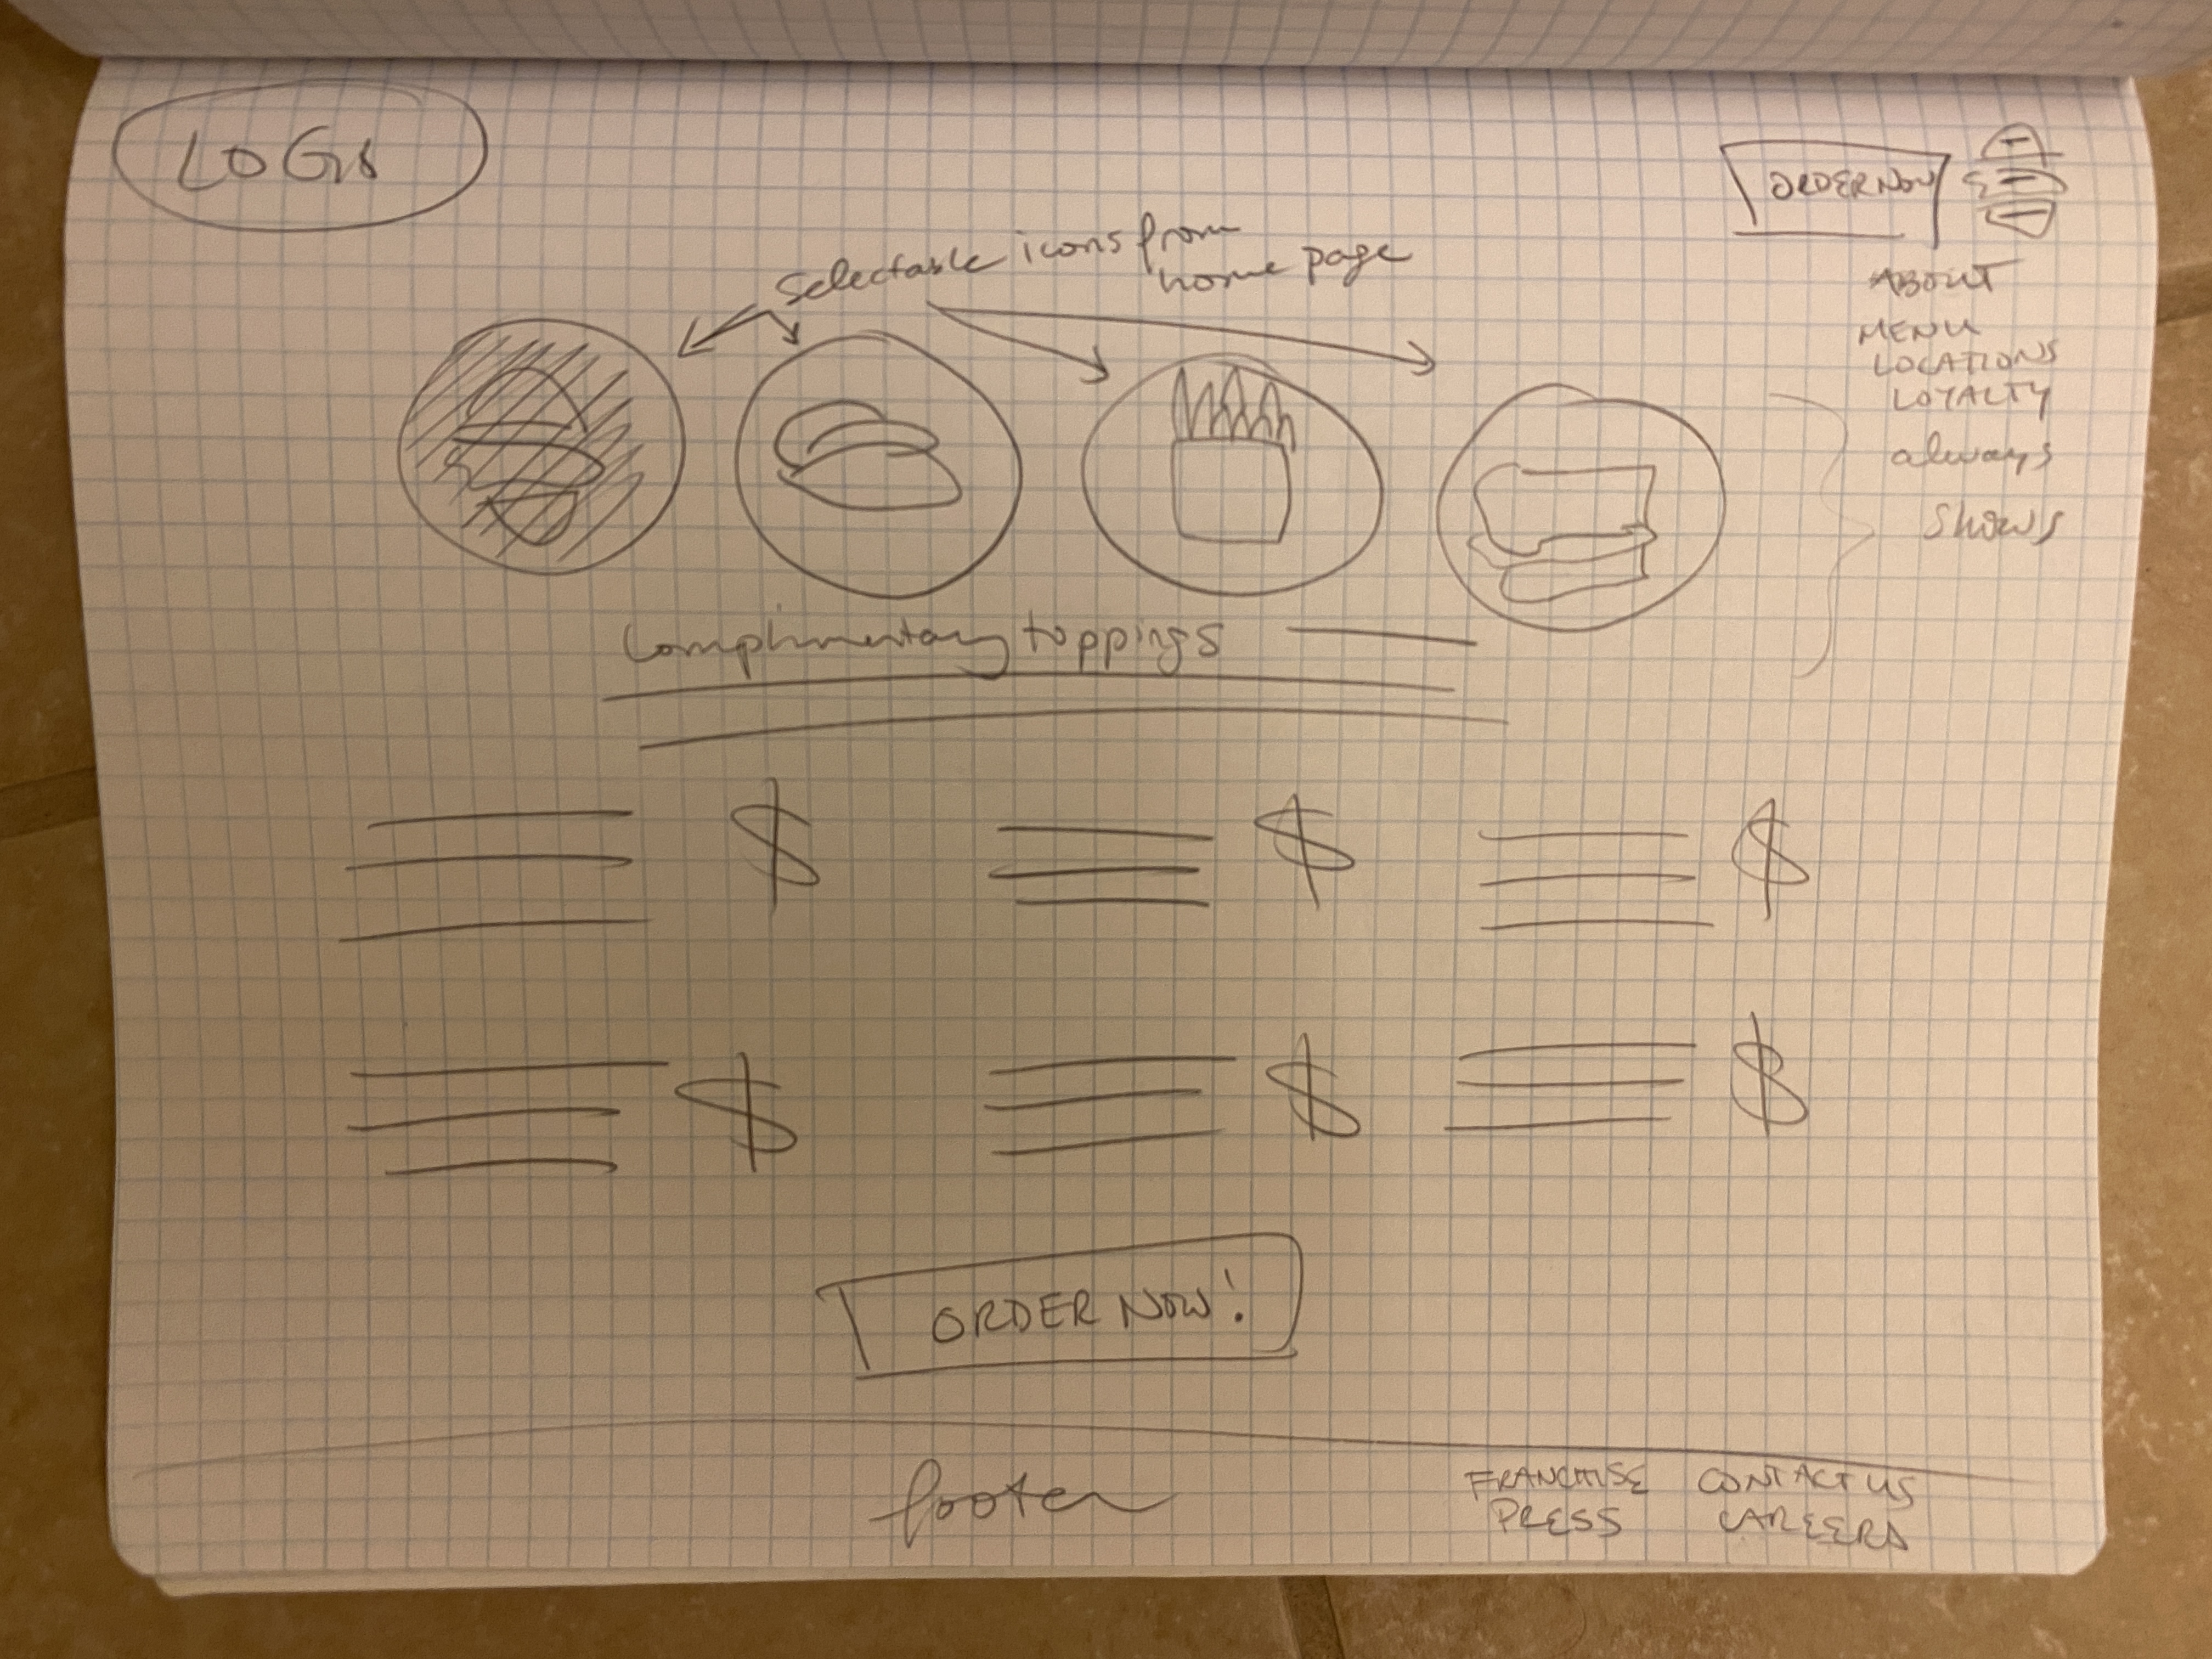 LOGO
ORDER NOW
ABOUT
MENU
LOCATIONS
LOYALTY
always
shows
selectable icons from
home page
complimentary toppings
$ $ $
$ $ $
ORDER NOW!
footer
FRANCHISE CONTACT US
PRESS CAREERS